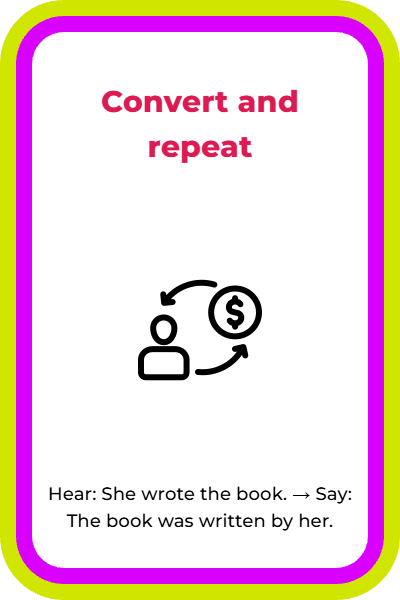 Convert and
repeat
$
Hear: She wrote the book. → Say:
The book was written by her.